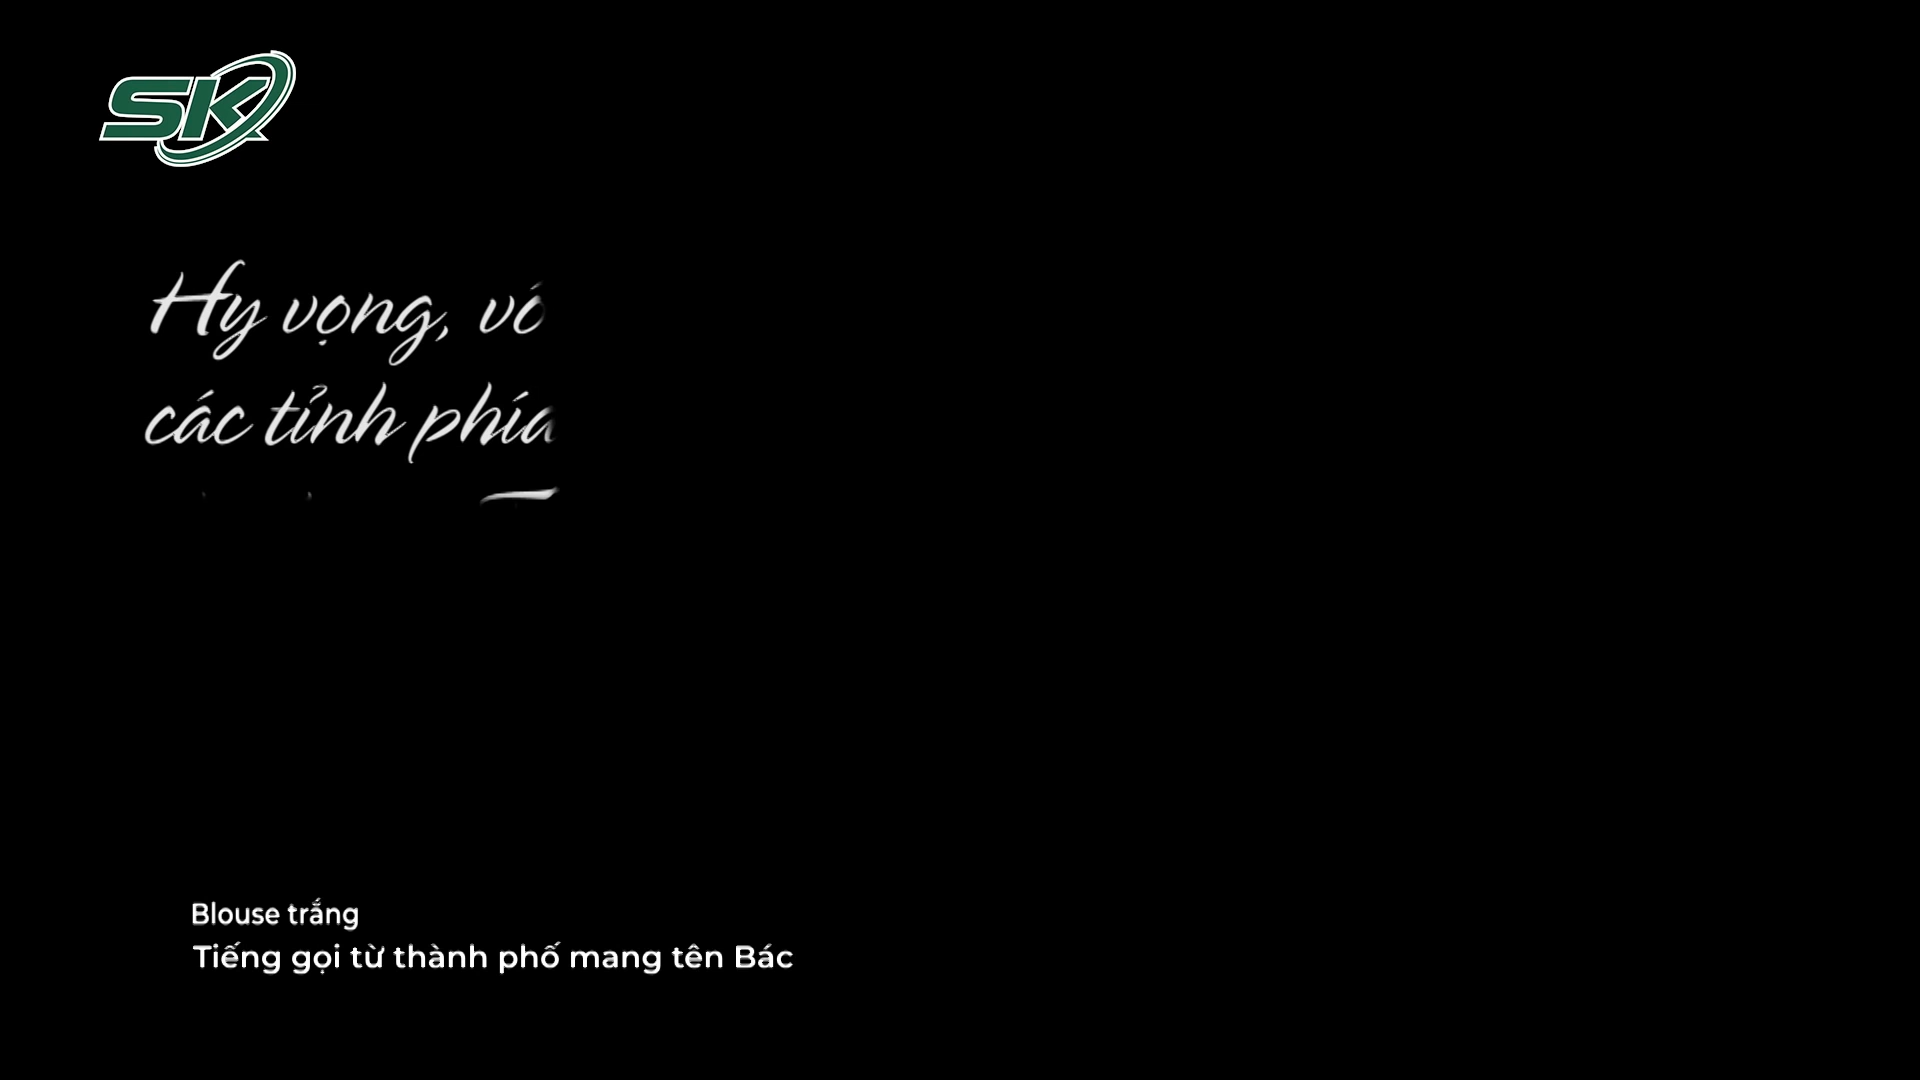 SK
Hy vọng,
các tỉnh phía
Blouse trắng
Tiếng gọi từ thành phố mang tên Bác